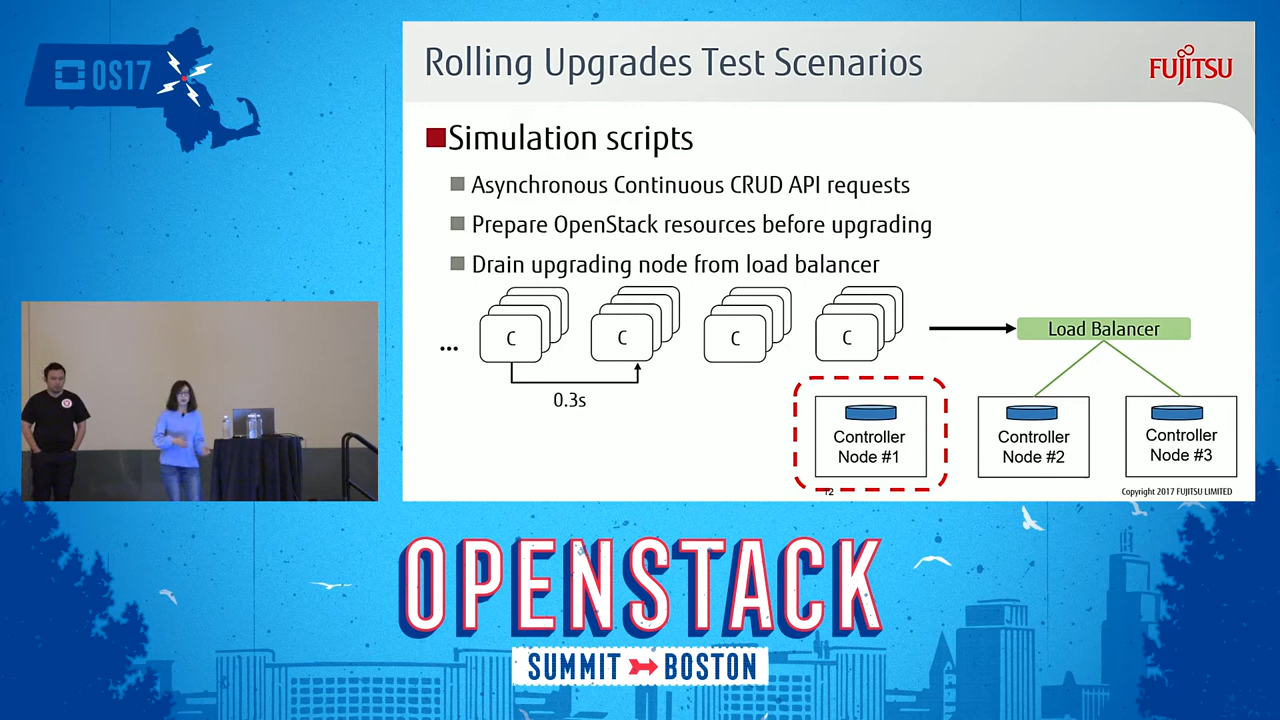 OS17
Rolling Upgrades Test Scenarios
FUJITSU
Simulation scripts
Asynchronous Continuous CRUD API requests
Prepare OpenStack resources before upgrading
Drain upgrading node from load balancer
...
C
C
C
C
0.3s
Load Balancer
Controller
Node #1
Controller
Node #2
Controller
Node #3
12
Copyright 2017 FUJITSU LIMITED
OPENSTACK
SUMMIT BOSTON